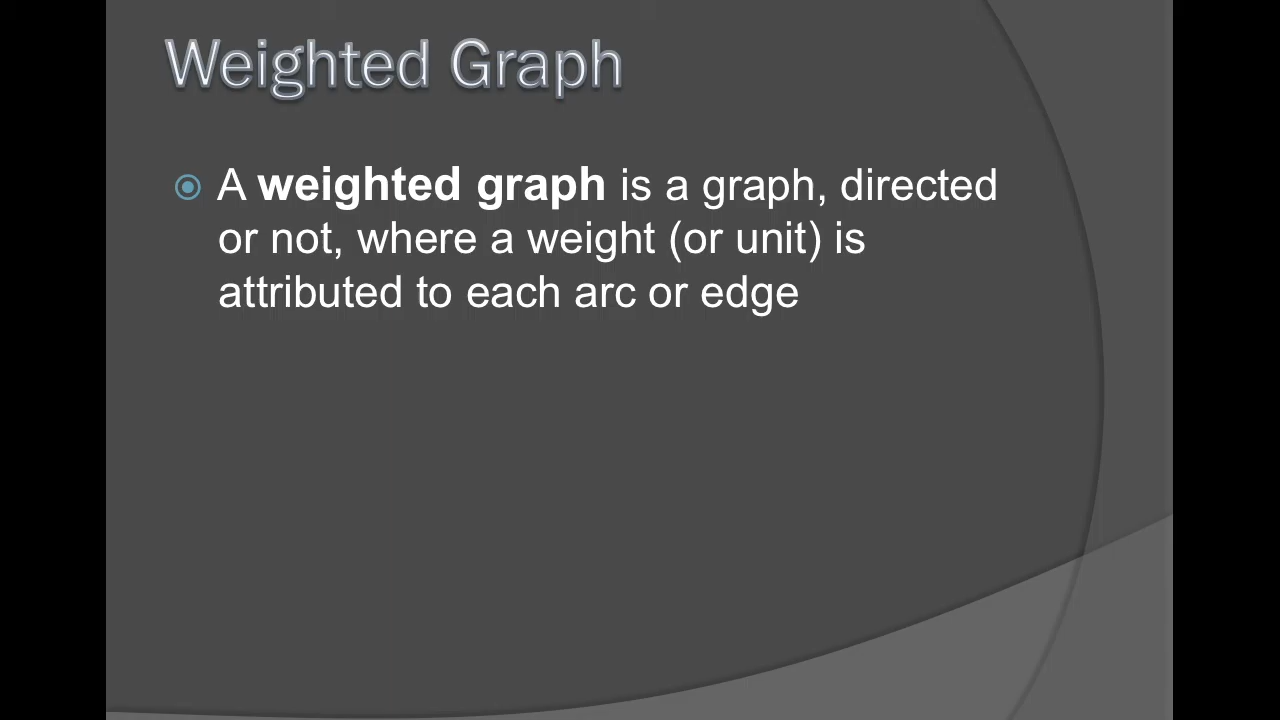 Weighted Graph
A weighted graph is a graph, directed
or not, where a weight (or unit) is
attributed to each arc or edge